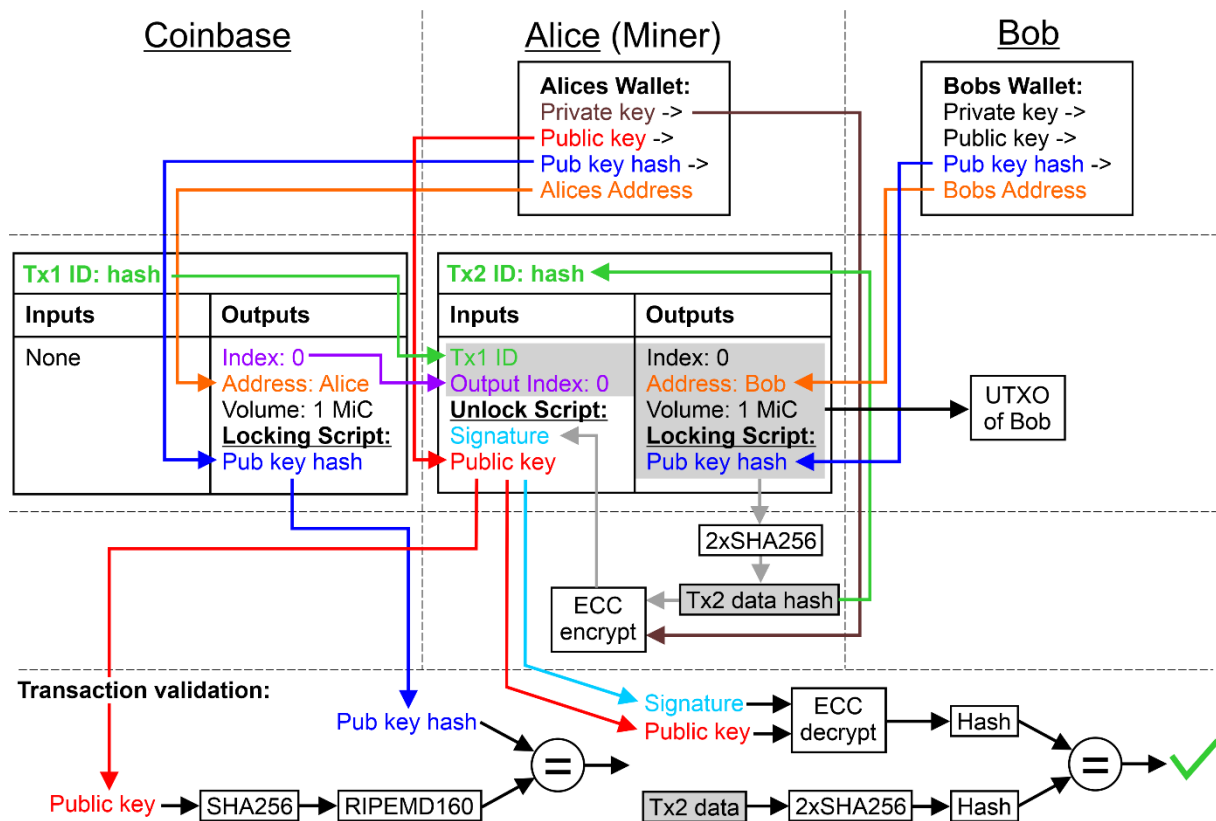 Coinbase
Alice (Miner)
Bob
Alices Wallet:
Private key ->
Public key ->
Pub key hash ->
Alices Address
Bobs Wallet:
Private key ->
Public key ->
Pub key hash ->
Bobs Address
Tx1 ID: hash
Inputs
Outputs
None
Index: 0
Address: Alice
Volume: 1 MiC
Locking Script:
Pub key hash
Tx2 ID: hash
Inputs
Outputs
Tx1 ID
Output Index: 0
Unlock Script:
Signature
Public key
Index: 0
Address: Bob
Volume: 1 MiC
Locking Script:
Pub key hash
UTXO
of Bob
2xSHA256
Tx2 data hash
ECC
encrypt
Transaction validation:
Pub key hash
=
Public key
SHA256
RIPEMD160
Signature
Public key
ECC
decrypt
Hash
=
Tx2 data
2xSHA256
Hash